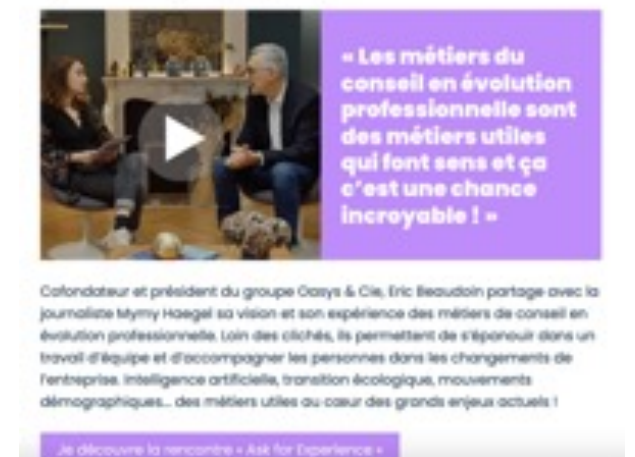 « Les métiers du
conseil en évolution
professionnelle sont
des métiers utiles
qui font sens et ça
c'est une chance
incroyable ! »
Cofondateur et président du groupe Oasys & Cie, Eric Beaudoin partage avec la
journaliste Mymy Haegel sa vision et son expérience des métiers de conseil en
évolution professionnelle. Loin des clichés, ils permettent de s'épanouir dans un
travail d'équipe et d'accompagner les personnes dans les changements de
l'entreprise. Intelligence artificielle, transition écologique, mouvements
démographiques... des métiers utiles au cœur des grands enjeux actuels !
Je découvre la rencontre « Ask for Experience »